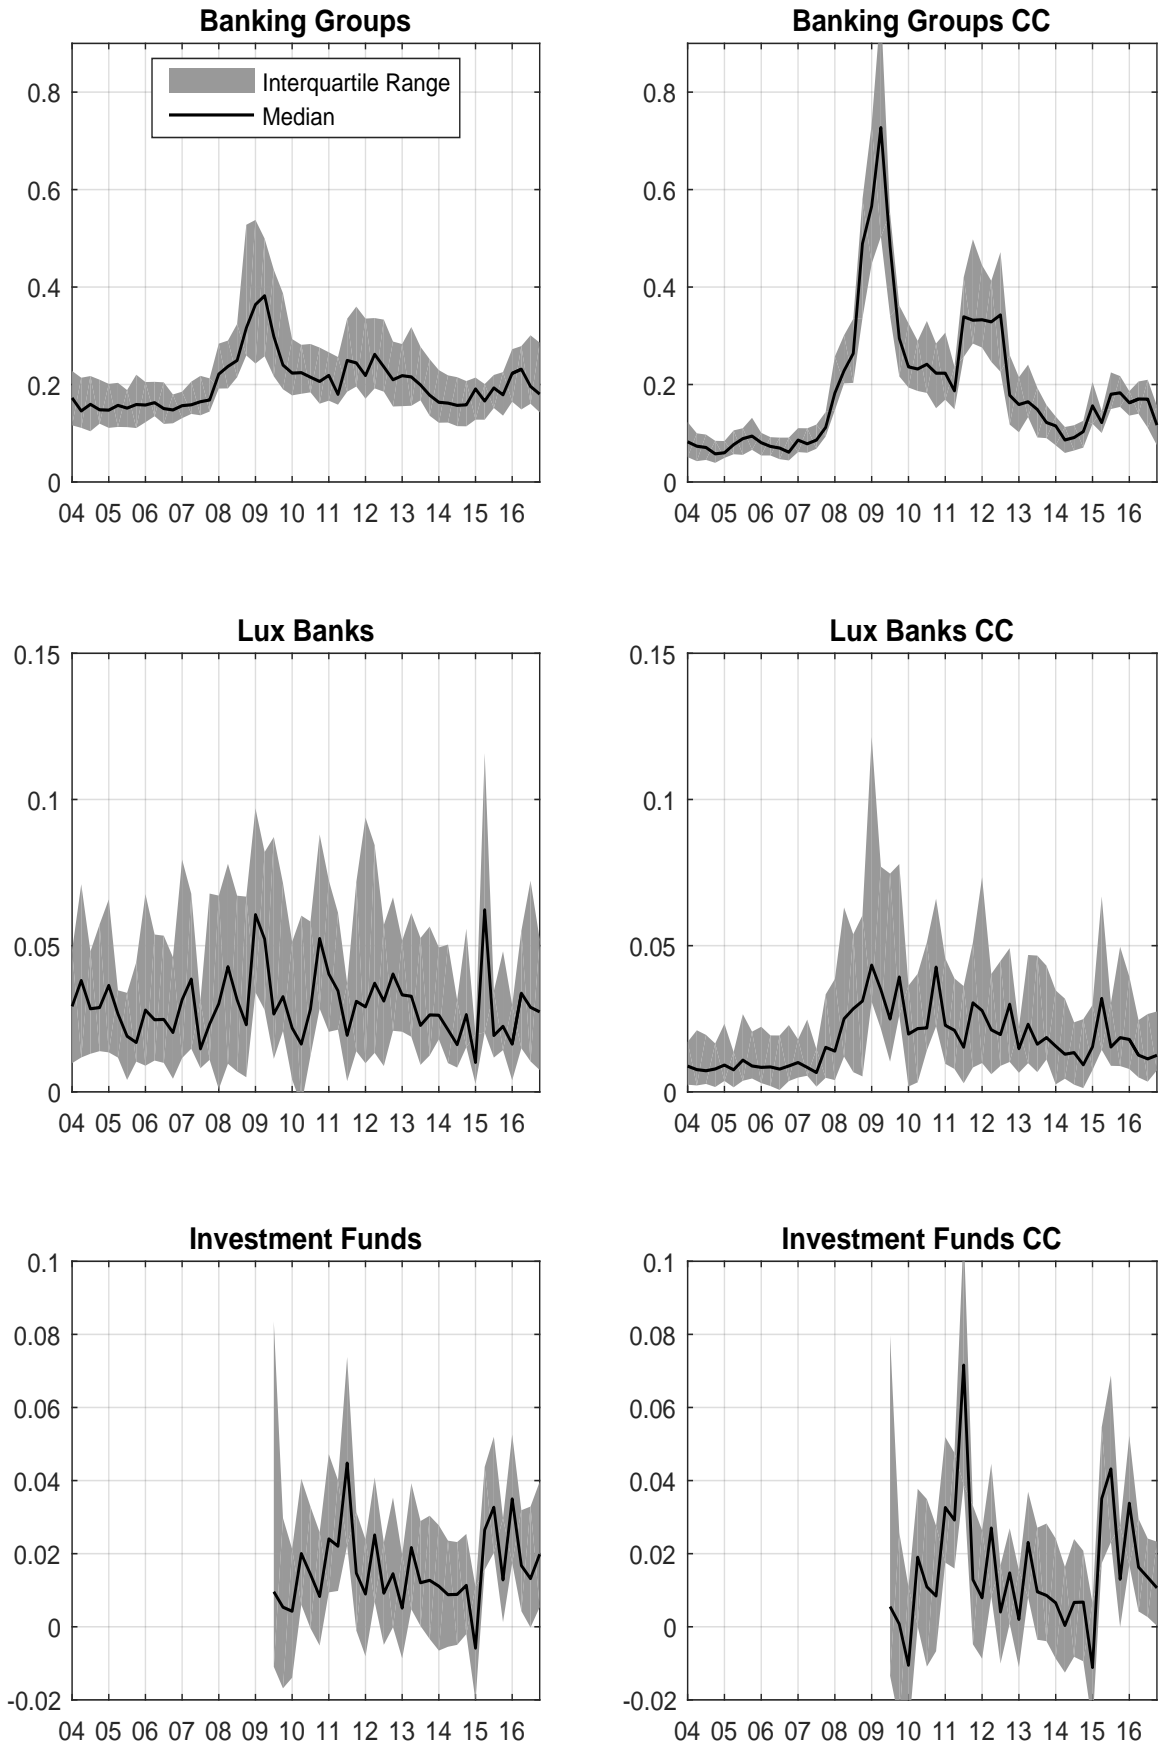 Banking Groups
Banking Groups CC
Interquartile Range
Median
0.8
0.6
0.4
0.2
0
04 05 06 07 08 09 10 11 12 13 14 15 16
0.8
0.6
0.4
0.2
0
04 05 06 07 08 09 10 11 12 13 14 15 16
Lux Banks
Lux Banks CC
0.15
0.1
0.05
0
04 05 06 07 08 09 10 11 12 13 14 15 16
0.15
0.1
0.05
0
04 05 06 07 08 09 10 11 12 13 14 15 16
Investment Funds
Investment Funds CC
0.1
0.08
0.06
0.04
0.02
0
-0.02
04 05 06 07 08 09 10 11 12 13 14 15 16
0.1
0.08
0.06
0.04
0.02
0
-0.02
04 05 06 07 08 09 10 11 12 13 14 15 16